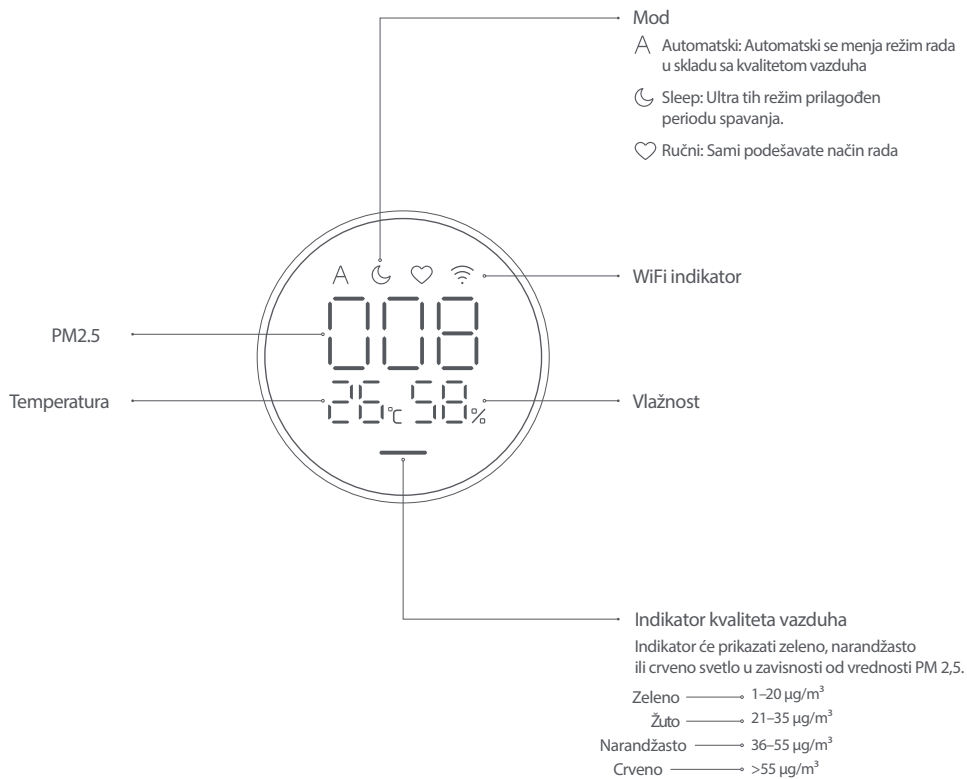 Mod
A Automatski: Automatski se menja režim rada
u skladu sa kvalitetom vazduha
Sleep: Ultra tih režim prilagođen
periodu spavanja.
Ručni: Sami podešavate način rada
A
WiFi indikator
008
PM2.5
Temperatura
26℃ 58%
Vlažnost
Indikator kvaliteta vazduha
Indikator će prikazati zeleno, narandžasto
ili crveno svetlo u zavisnosti od vrednosti PM 2,5.
Zeleno 1–20 μg/m³
Žuto 21–35 μg/m³
Narandžasto 36–55 μg/m³
Crveno >55 μg/m³